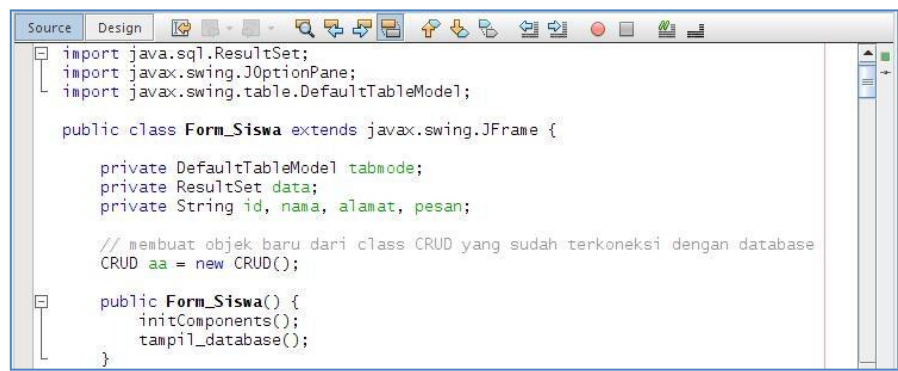 Source Design
import java.sql.ResultSet;
import javax.swing.JOptionPane;
import javax.swing.table.DefaultTableModel;
public class Form_Siswa extends javax.swing.JFrame {
private DefaultTableModel tabmode;
private ResultSet data;
private String id, nama, alamat, pesan;
// membuat objek baru dari class CRUD yang sudah terkoneksi dengan database
CRUD aa = new CRUD();
public Form_Siswa() {
initComponents();
tampil_database();
}